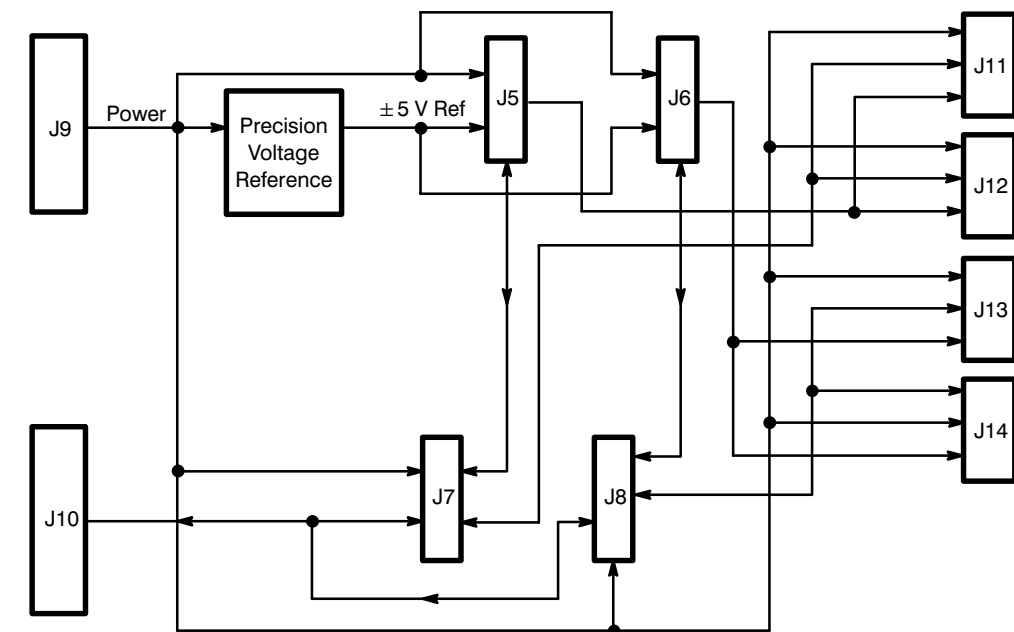 J9
Power
Precision
Voltage
Reference
± 5 V Ref
J5
J6
J11
J12
J13
J14
J10
J7
J8